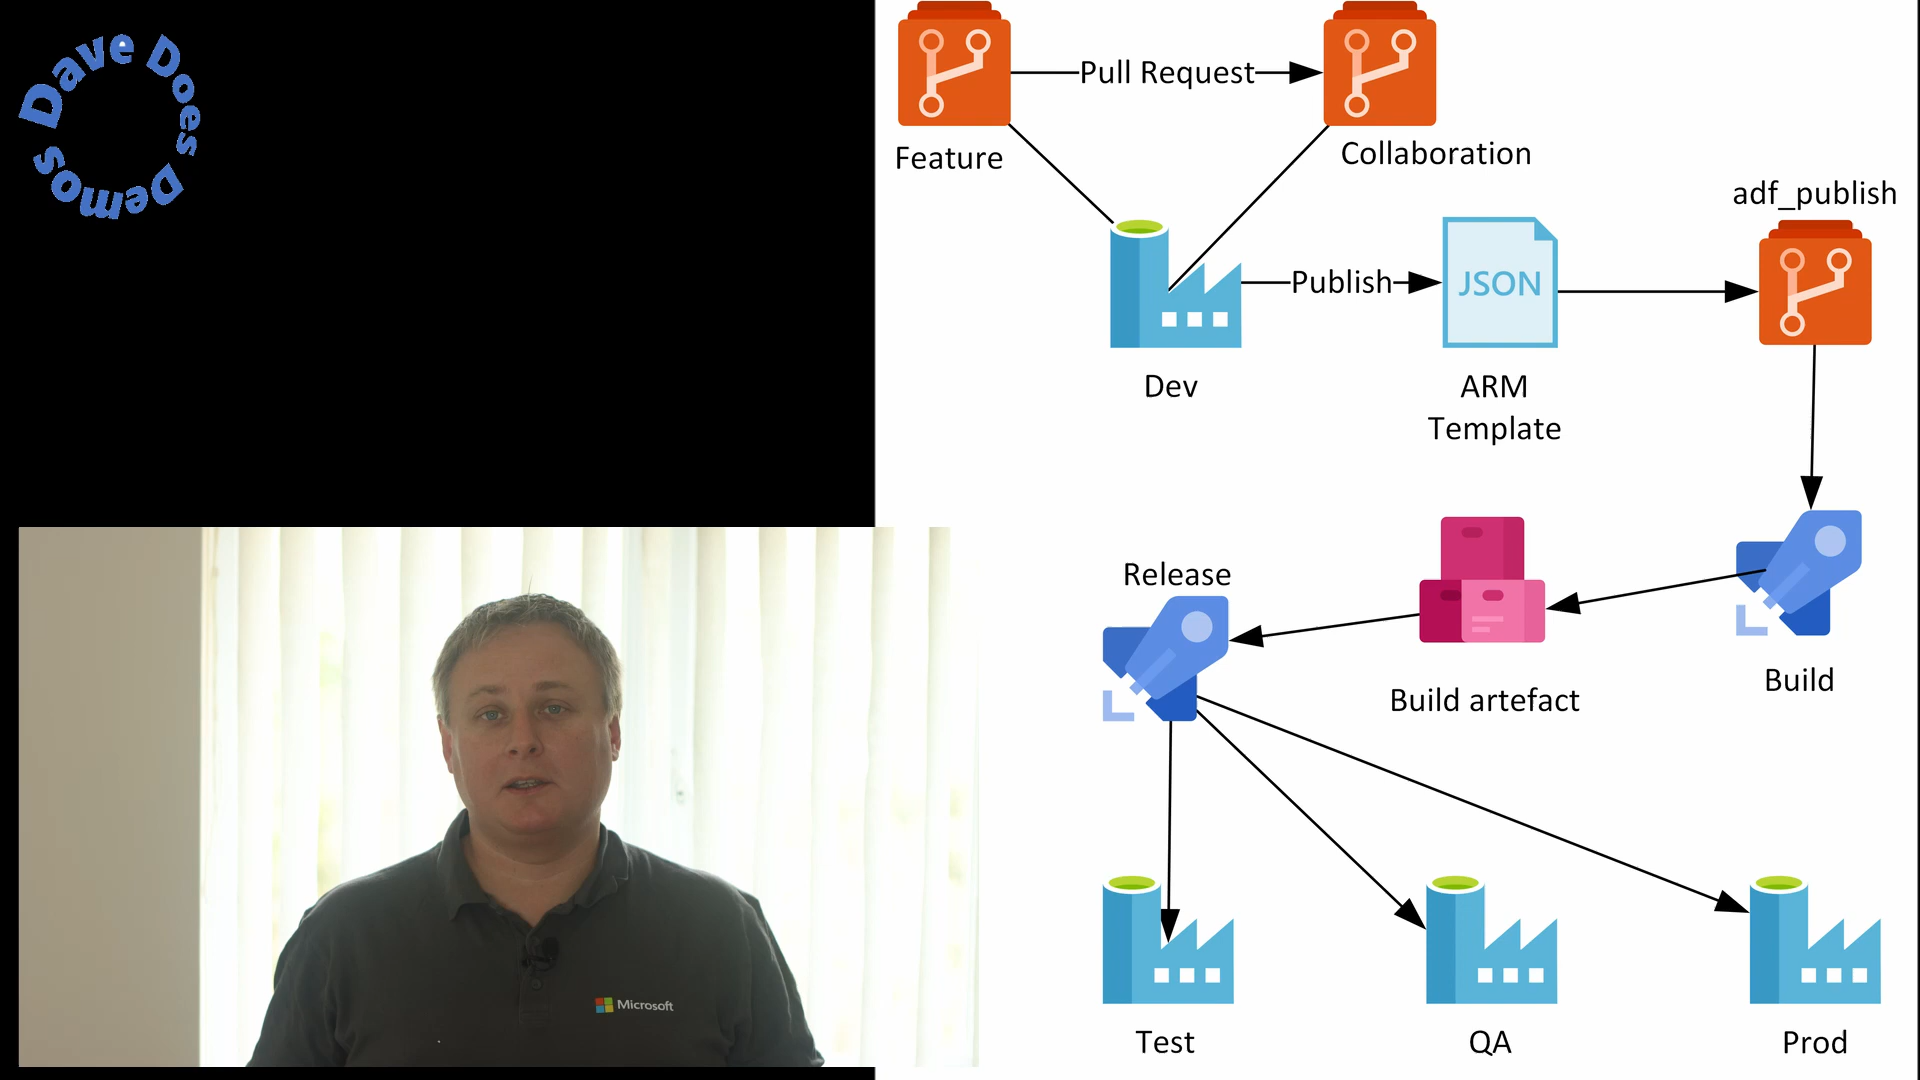 Dave Does Demos
Pull Request
Feature
Collaboration
adf_publish
Publish
JSON
Dev
ARM
Template
Release
Build artefact
Build
Microsoft
Test
QA
Prod